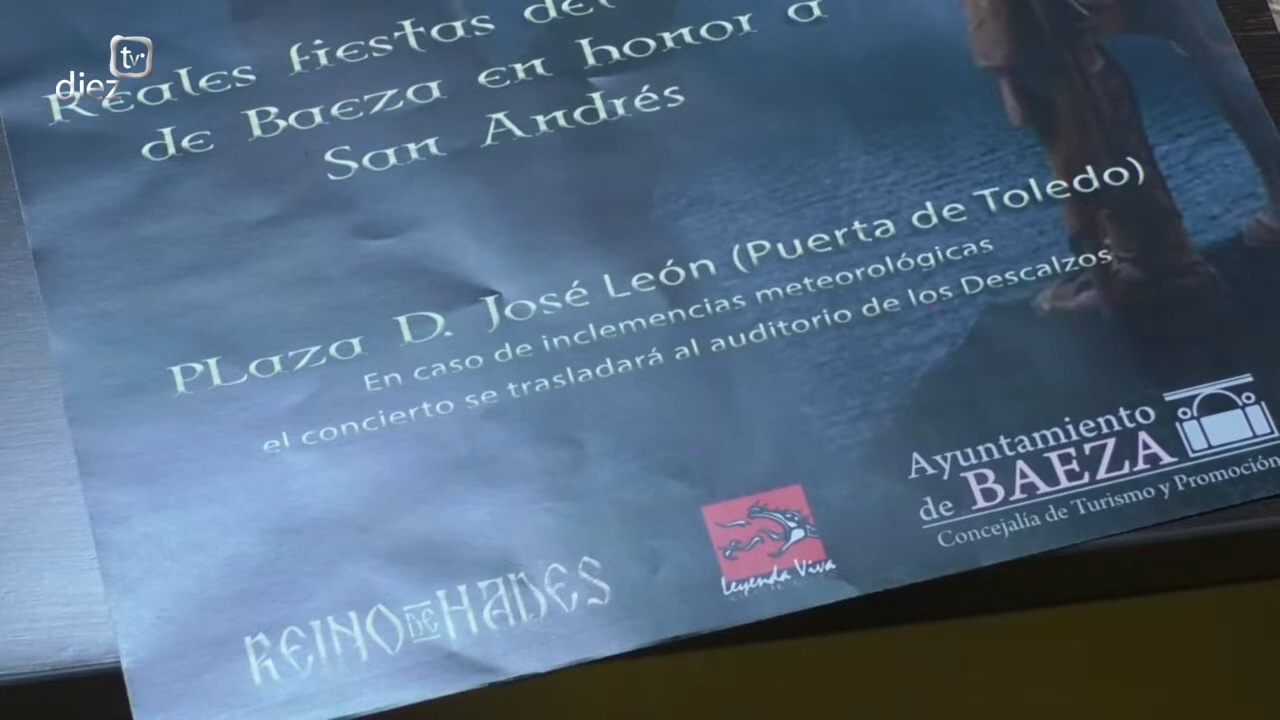 diez tv
Reales fiestas del
de Baeza en honor a
San Andrés
PLaza D. José León (Puerta de Toledo)
En caso de inclemencias meteorológicas
el concierto se trasladará al auditorio de los Descalzos
Ayuntamiento
de BAEZA
Concejalía de Turismo y Promoción
Leyenda Viva
REINO DE HADES